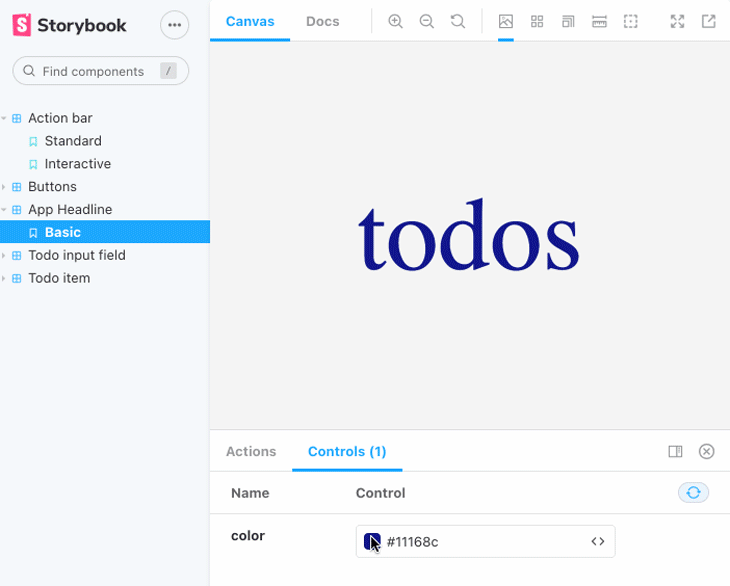 Storybook
Canvas
Docs
Find components
/
Action bar
Standard
Interactive
Buttons
App Headline
Basic
Todo input field
Todo item
todos
Actions
Controls (1)
Name
Control
color
#11168c